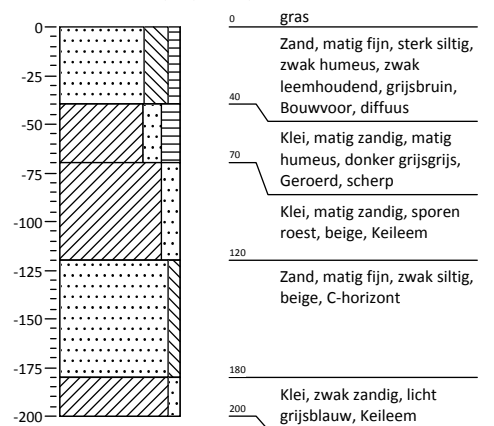 0
-25
-50
-75
-100
-125
-150
-175
-200
0 gras
Zand, matig fijn, sterk siltig,
zwak humeus, zwak
leemhoudend, grijsbruin,
Bouwvoor, diffuus
40
Klei, matig zandig, matig
humeus, donker grijsgrijs,
Geroerd, scherp
70
Klei, matig zandig, sporen
roest, beige, Keileem
120
Zand, matig fijn, zwak siltig,
beige, C-horizont
180
Klei, zwak zandig, licht
grijsblauw, Keileem
200